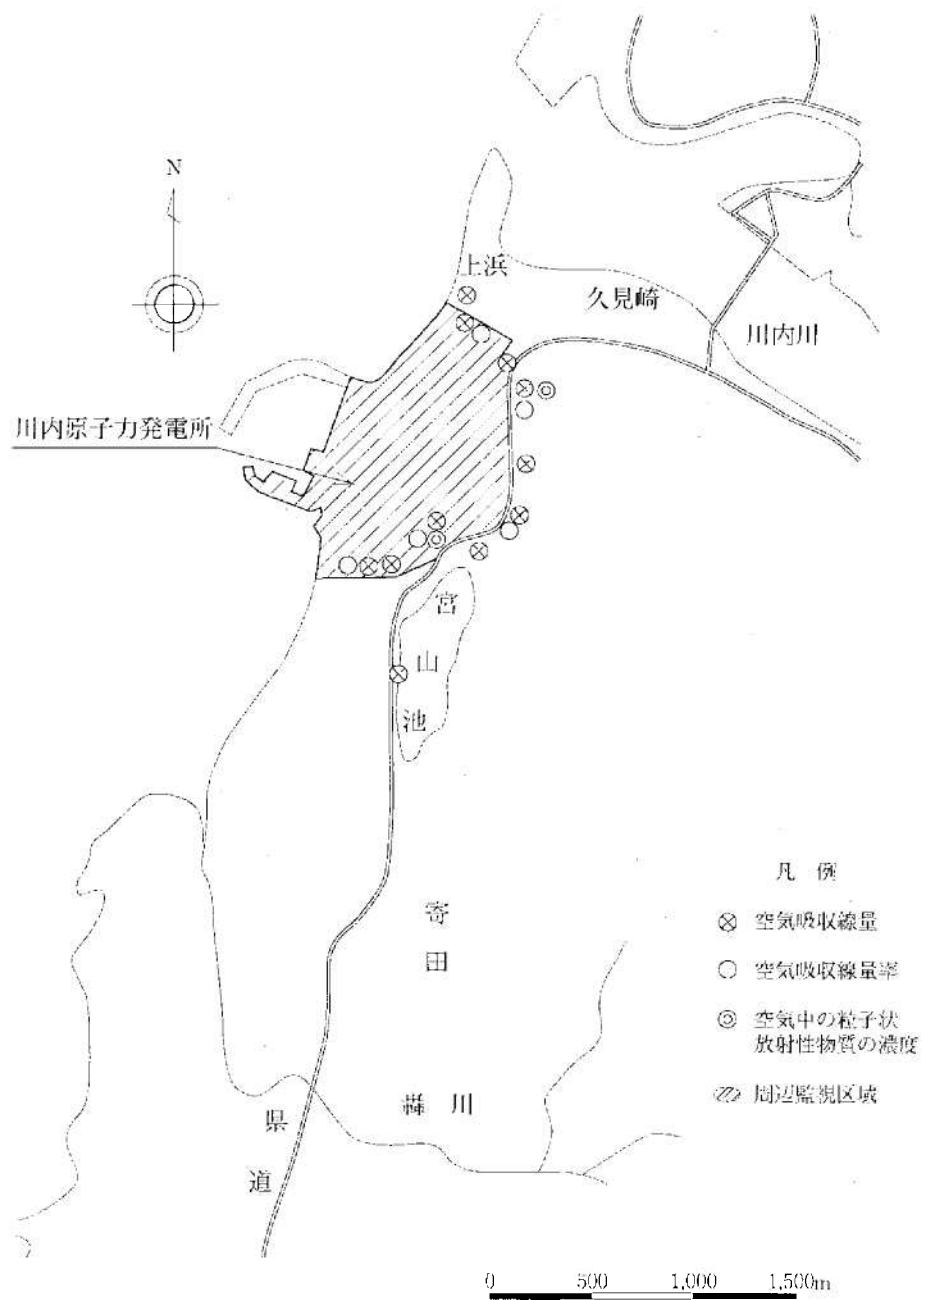 N
上浜
久見崎
川内川
川内原子力発電所
宮
山
池
凡 例
寄
田
空気吸収線量
空気吸収線量率
空気中の粒子状
放射性物質の濃度
周辺監視区域
川
県
道
0 500 1,000 1,500m